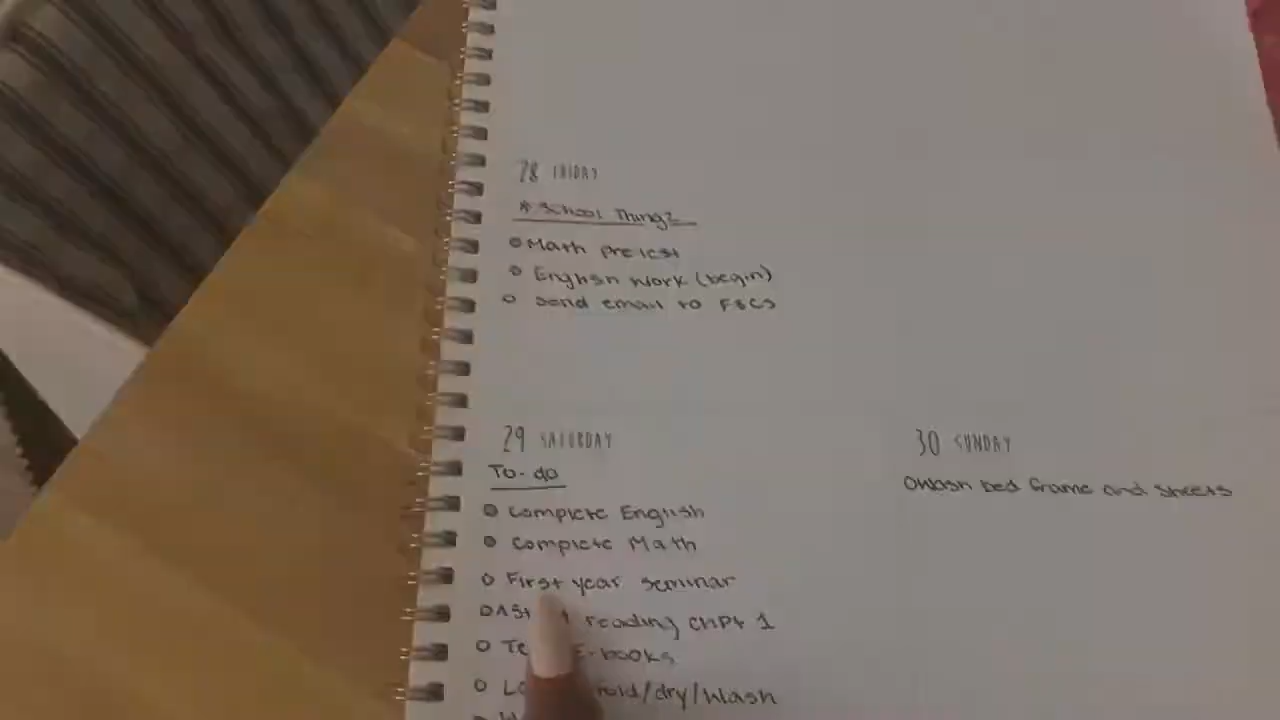 28 FRIDAY
* School Things
Math pretest
English work (begin)
Send email to
29 SATURDAY
To-do
Complete English
Complete Math
First year seminar
reading chpt 1
E-books
fold/dry/wash
30 SUNDAY
Wash bed frame and sheets